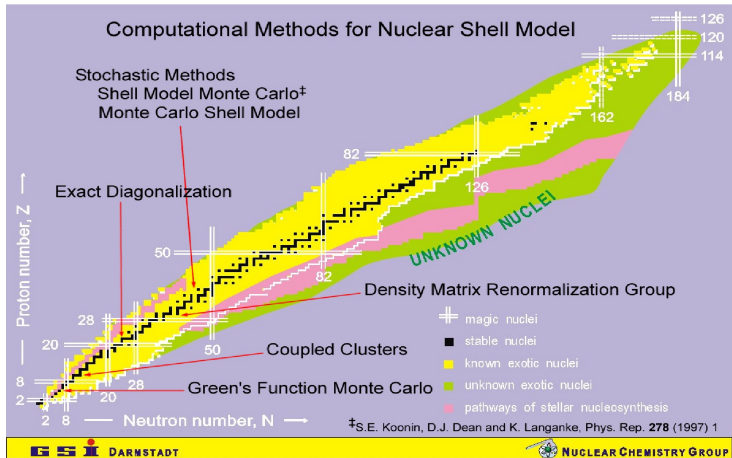 Computational Methods for Nuclear Shell Model
126
120
114
Stochastic Methods
Shell Model Monte Carlo‡
Monte Carlo Shell Model
184
162
82
Exact Diagonalization
126
UNKNOWN NUCLEI
50
82
Density Matrix Renormalization Group
28
magic nuclei
20
50
stable nuclei
Coupled Clusters
known exotic nuclei
8
28
20
unknown exotic nuclei
Green's Function Monte Carlo
2
pathways of stellar nucleosynthesis
2 8
Proton number, Z
Neutron number, N
‡S.E. Koonin, D.J. Dean and K. Langanke, Phys. Rep. 278 (1997) 1
GSI DARMSTADT
NUCLEAR CHEMISTRY GROUP